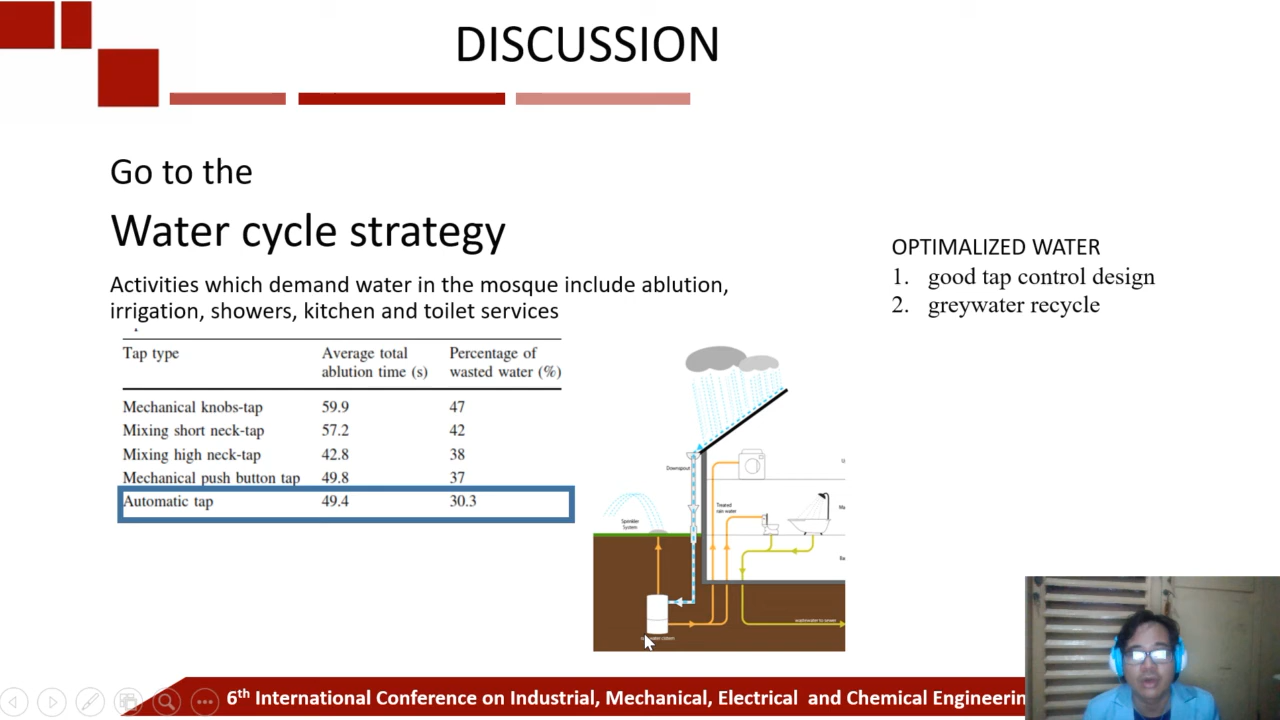 DISCUSSION
Go to the
Water cycle strategy
Activities which demand water in the mosque include ablution,
irrigation, showers, kitchen and toilet services
OPTIMALIZED WATER
1. good tap control design
2. greywater recycle
Tap type Average total ablution time (s) Percentage of wasted water (%)
Mechanical knobs-tap 59.9 47
Mixing short neck-tap 57.2 42
Mixing high neck-tap 42.8 38
Mechanical push button tap 49.8 37
Automatic tap 49.4 30.3
Downspout
Treated
rain water
Sprinkler
System
wastewater to sewer
6th International Conference on Industrial, Mechanical, Electrical and Chemical Engineerin